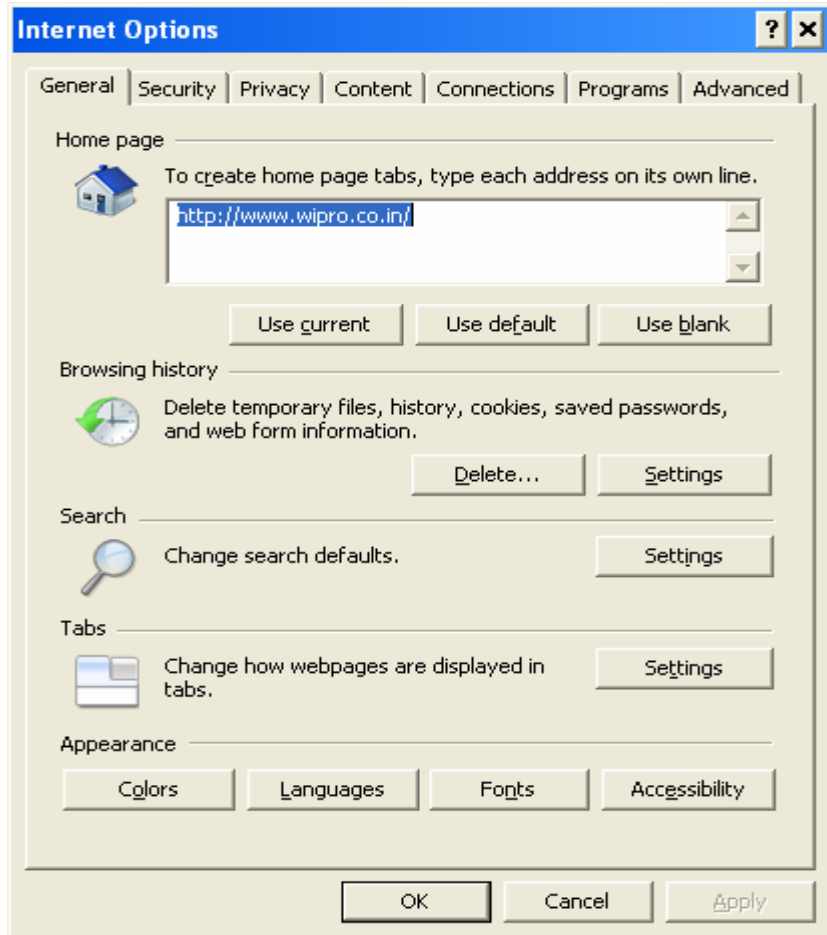 Internet Options
General Security Privacy Content Connections Programs Advanced
Home page
To create home page tabs, type each address on its own line.
http://www.wipro.co.in/
Use current Use default Use blank
Browsing history
Delete temporary files, history, cookies, saved passwords,
and web form information.
Delete... Settings
Search
Change search defaults. Settings
Tabs
Change how webpages are displayed in
tabs.
Settings
Appearance
Colors Languages Fonts Accessibility
OK Cancel Apply